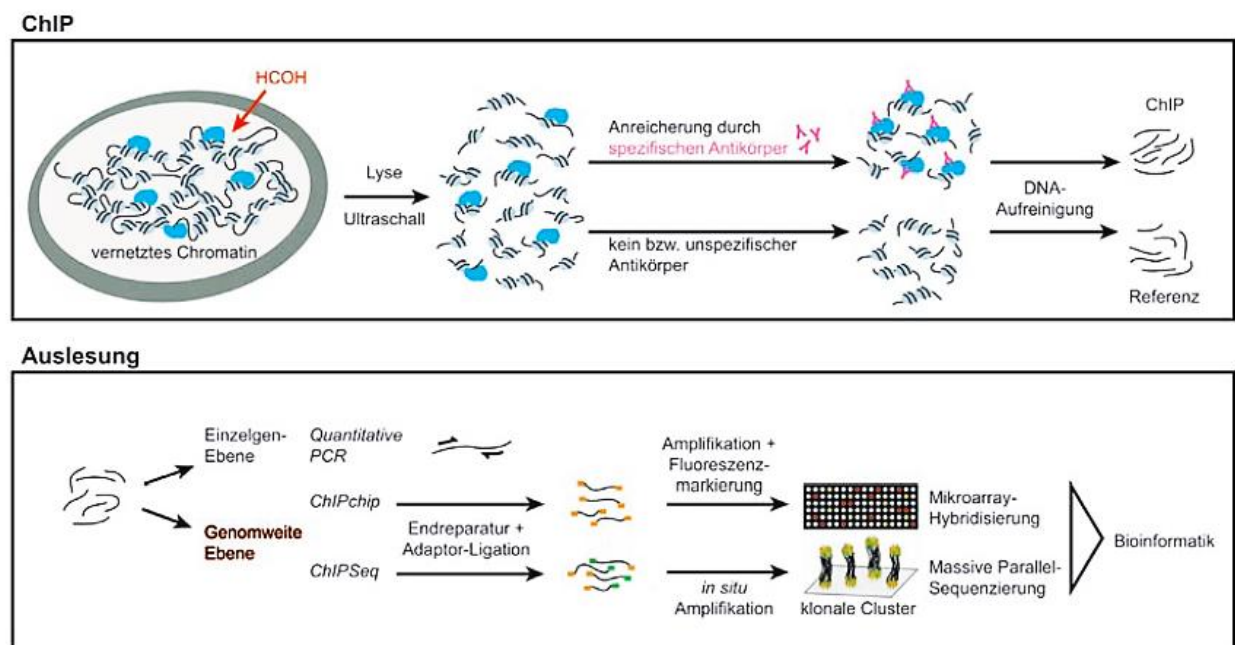 ChIP
HCOH
vernetztes Chromatin
Lyse
Ultraschall
Anreicherung durch
spezifischen Antikörper
kein bzw. unspezifischer
Antikörper
DNA-
Aufreinigung
ChIP
Referenz
Auslesung
Einzelgen-
Ebene
Quantitative
PCR
Genomweite
Ebene
ChIPchip
ChIPSeq
Endreparatur +
Adaptor-Ligation
Amplifikation +
Fluoreszenz-
markierung
in situ
Amplifikation
Mikroarray-
Hybridisierung
klonale Cluster
Massive Parallel-
Sequenzierung
Bioinformatik